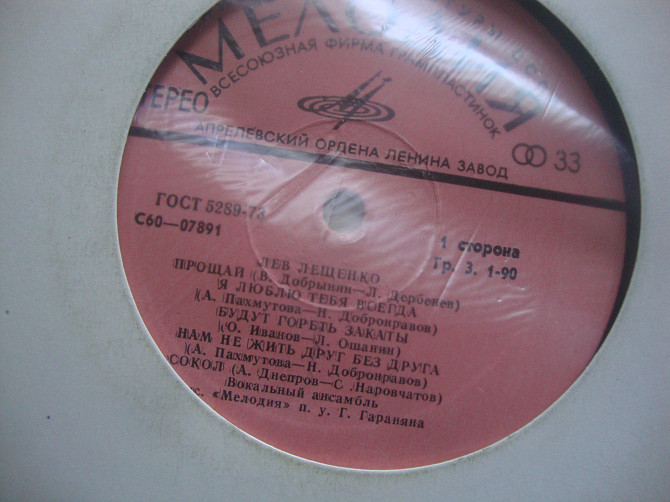 МЕЛОДИЯ
ВСЕСОЮЗНАЯ ФИРМА ГРАМПЛАСТИНОК
СТЕРЕО
33
АПРЕЛЕВСКИЙ ОРДЕНА ЛЕНИНА ЗАВОД
ГОСТ 5289-73
С60—07891
1 сторона
Гр. 3. 1-90
ЛЕВ ЛЕЩЕНКО
ПРОЩАЙ (В. Добрынин—Л. Дербенев)
Я ЛЮБЛЮ ТЕБЯ ВСЕГДА
(А. Пахмутова—Н. Добронравов)
БУДУТ ГОРЕТЬ ЗАКАТЫ
(О. Иванов—Л. Ошанин)
НАМ НЕ ЖИТЬ ДРУГ БЕЗ ДРУГА
(А. Пахмутова—Н. Добронравов)
СОКОЛ (А. Днепров—С. Наровчатов)
Вокальный ансамбль
«Мелодия» п. у. Г. Гараняна